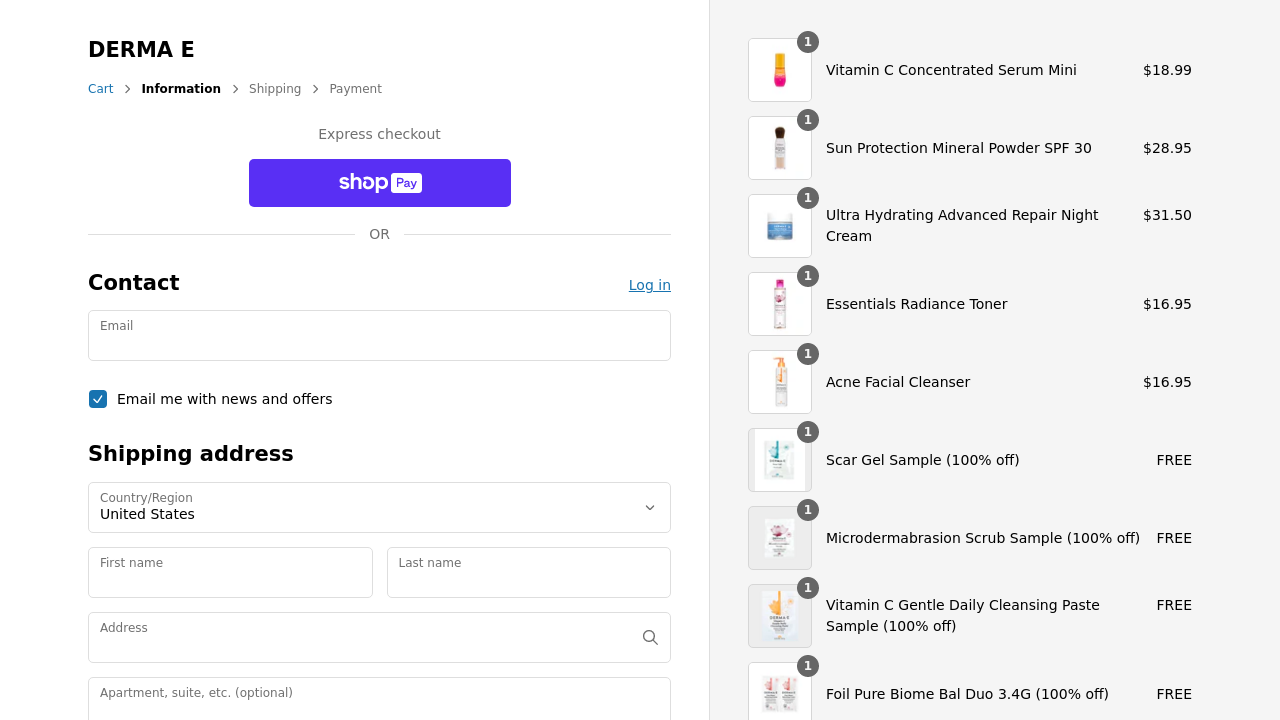 DERMA E
Cart
Information
Shipping
Payment
Express checkout
shop Pay
OR
Contact
Log in
Email
Email me with news and offers
Shipping address
Country/Region
United States
First name
Last name
Address
Apartment, suite, etc. (optional)
1
Vitamin C Concentrated Serum Mini
$18.99
1
Sun Protection Mineral Powder SPF 30
$28.95
1
Ultra Hydrating Advanced Repair Night
Cream
$31.50
1
Essentials Radiance Toner
$16.95
1
Acne Facial Cleanser
$16.95
1
Scar Gel Sample (100% off)
FREE
1
Microdermabrasion Scrub Sample (100% off)
FREE
1
Vitamin C Gentle Daily Cleansing Paste
Sample (100% off)
FREE
1
Foil Pure Biome Bal Duo 3.4G (100% off)
FREE